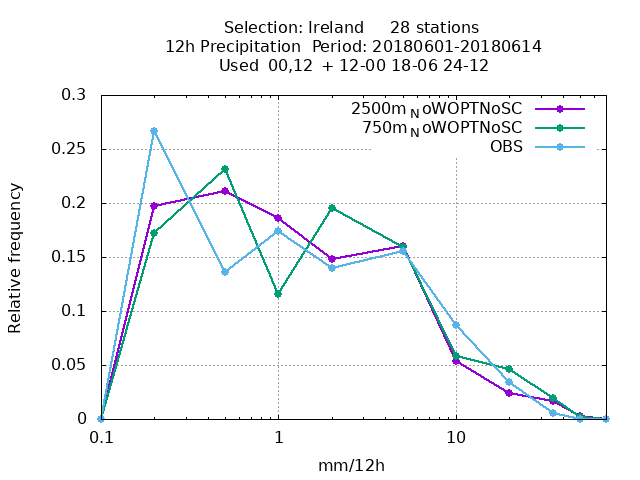 Selection: Ireland 28 stations
12h Precipitation Period: 20180601-20180614
Used 00,12 + 12-00 18-06 24-12
2500mNoWOPTNoSC
750mNoWOPTNoSC
OBS
0.3
0.25
0.2
0.15
0.1
0.05
0
Relative frequency
0.1 1 10
mm/12h